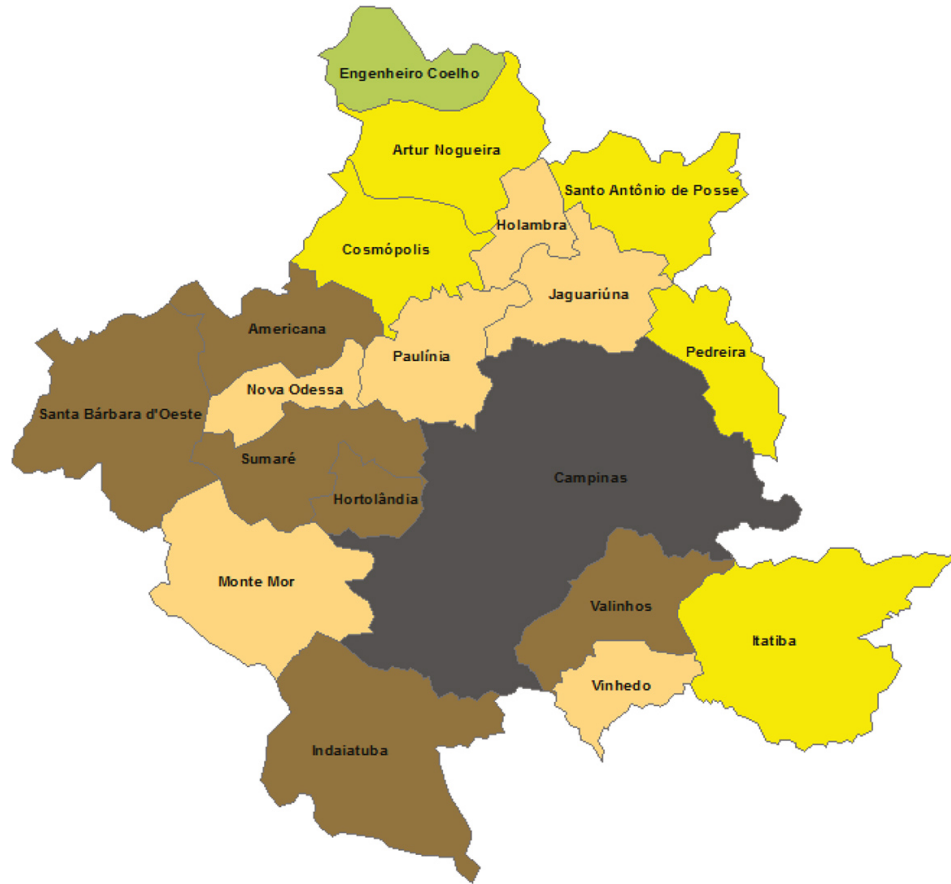 Engenheiro Coelho
Artur Nogueira
Santo Antônio de Posse
Holambra
Cosmópolis
Jaguariúna
Americana
Pedreira
Paulínia
Nova Odessa
Santa Bárbara d'Oeste
Sumaré
Campinas
Hortolândia
Monte Mor
Valinhos
Itatiba
Vinhedo
Indaiatuba